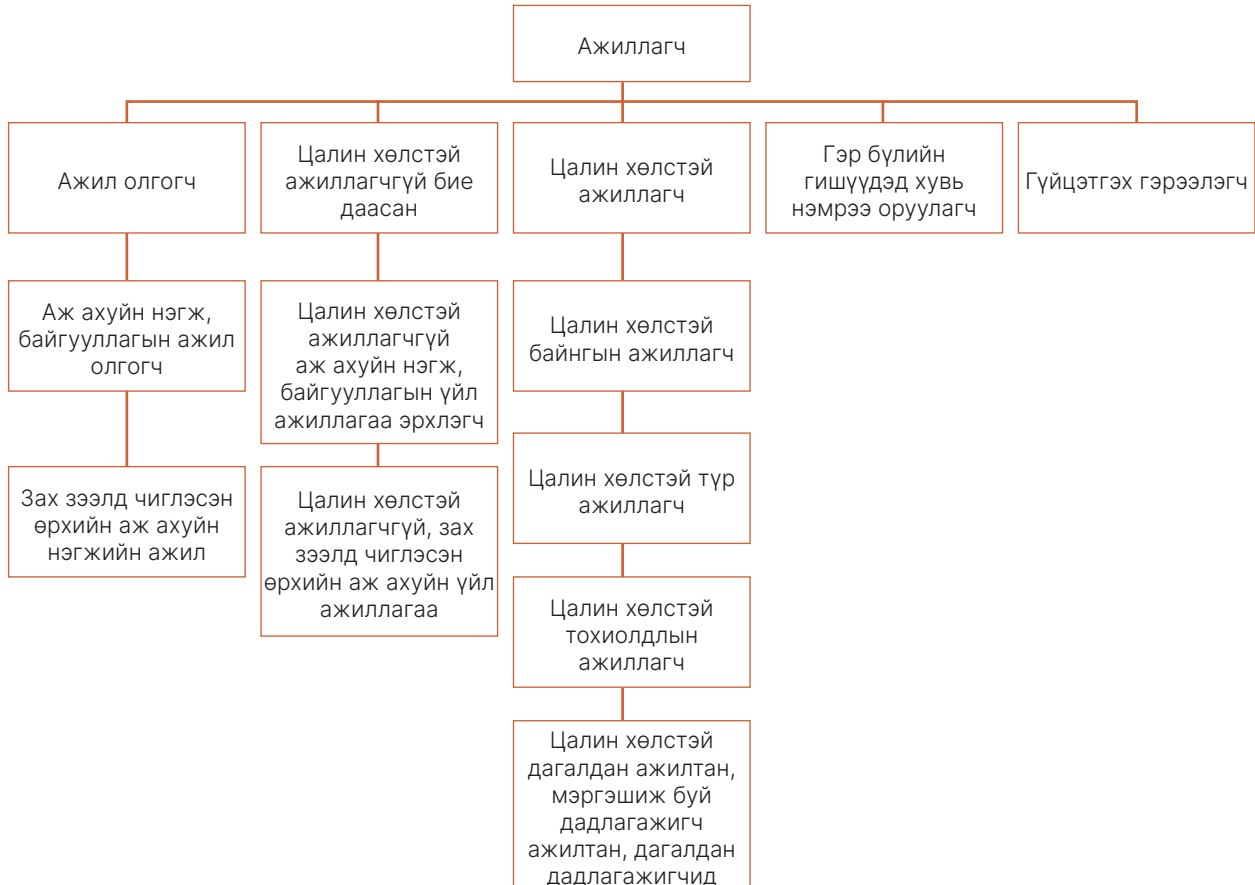 Ажиллагч
Ажил олгогч
Цалин хөлстэй
ажиллагчгүй бие
даасан
Цалин хөлстэй
ажиллагч
Гэр бүлийн
гишүүдэд хувь
нэмрээ оруулагч
Гүйцэтгэх гэрээлэгч
Аж ахуйн нэгж,
байгууллагын ажил
олгогч
Цалин хөлстэй
ажиллагчгүй
аж ахуйн нэгж,
байгууллагын үйл
ажиллагаа эрхлэгч
Цалин хөлстэй
байнгын ажиллагч
Зах зээлд чиглэсэн
өрхийн аж ахуйн
нэгжийн ажил
Цалин хөлстэй
ажиллагчгүй, зах
зээлд чиглэсэн
өрхийн аж ахуйн үйл
ажиллагаа
Цалин хөлстэй түр
ажиллагч
Цалин хөлстэй
тохиолдлын
ажиллагч
Цалин хөлстэй
дагалдан ажилтан,
мэргэшиж буй
дадлагажигч
ажилтан, дагалдан
дадлагажигчид